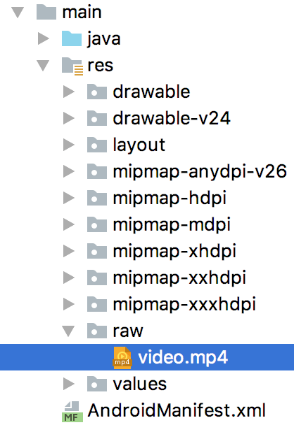 main
java
res
drawable
drawable-v24
layout
mipmap-anydpi-v26
mipmap-hdpi
mipmap-mdpi
mipmap-xhdpi
mipmap-xxhdpi
mipmap-xxxhdpi
raw
mp4 video.mp4
values
MF AndroidManifest.xml